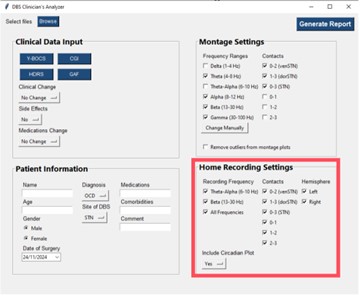 DBS Clinician's Analyzer
Select files Browse
Generate Report
Clinical Data Input
Y-BOCS CGI
HDRS GAF
Clinical Change
No Change
Side Effects
No
Medications Change
No
Montage Settings
Frequency Ranges Contacts
Delta (1-4 Hz) 0-2 (venSTN)
Theta (4-8 Hz) 1-3 (dorSTN)
Theta-Alpha (6-10 Hz) 0-3 (STN)
Alpha (8-12 Hz) 0-1
Beta (13-30 Hz) 1-2
Gamma (30-100 Hz) 2-3
Change Manually
Remove outliers from montage plots
Patient Information
Name Diagnosis Medications
OCD
Age Site of DBS Comorbidities
STN
Gender Comment
Male
Female
Date of Surgery
24/11/2024
Home Recording Settings
Recording Frequency Contacts Hemisphere
Theta-Alpha (6-10 Hz) 0-2 (venSTN) Left
Beta (13-30 Hz) 1-3 (dorSTN) Right
All Frequencies 0-3 (STN)
0-1
1-2
2-3
Include Circadian Plot
Yes